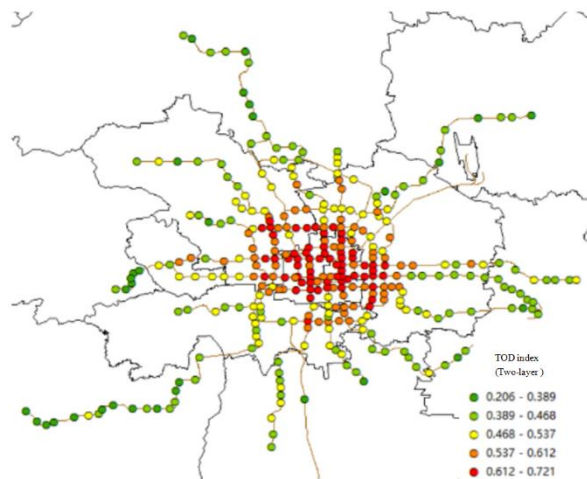 TOD index
(Two-layer )
0.206 - 0.389
0.389 - 0.468
0.468 - 0.537
0.537 - 0.612
0.612 - 0.721